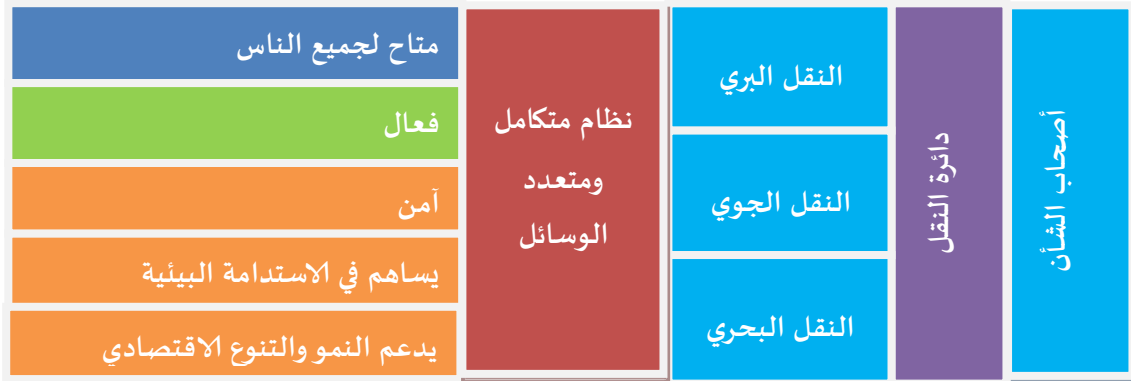 أصحاب الشأن
دائرة النقل
النقل البري
النقل الجوي
النقل البحري
نظام متكامل
ومتعدد
الوسائل
متاح لجميع الناس
فعال
آمن
يساهم في الاستدامة البيئية
يدعم النمو والتنوع الاقتصادي